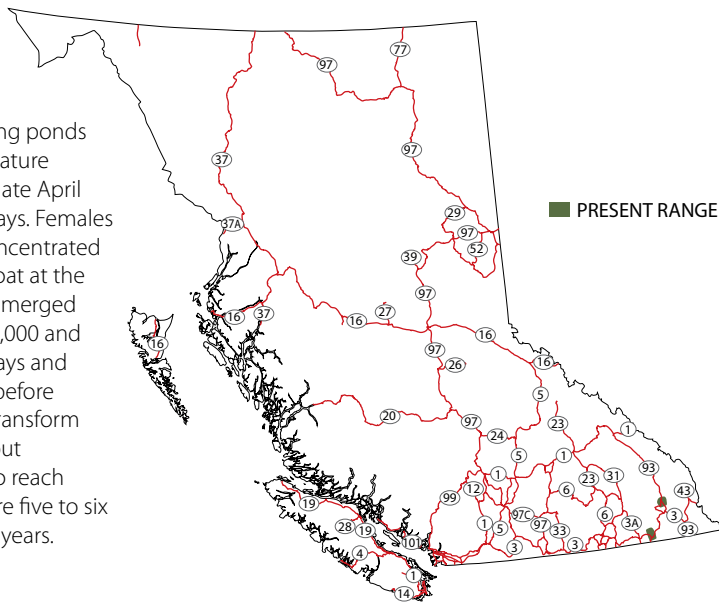 ng ponds
ature
ate April
ays. Females
ncentrated
oat at the
merged
,000 and
ays and
before
ransform
out
o reach
re five to six
years.
77
97
97
37
29
37A
97
52
39
97
27
16
37
16
16
16
97
16
26
5
20
97
23
24
1
5
1
93
1
31
23
12
6
43
99
19
97C
6
3
28
19
1
5
97
33
3A
93
101
3
3
4
1
14
PRESENT RANGE